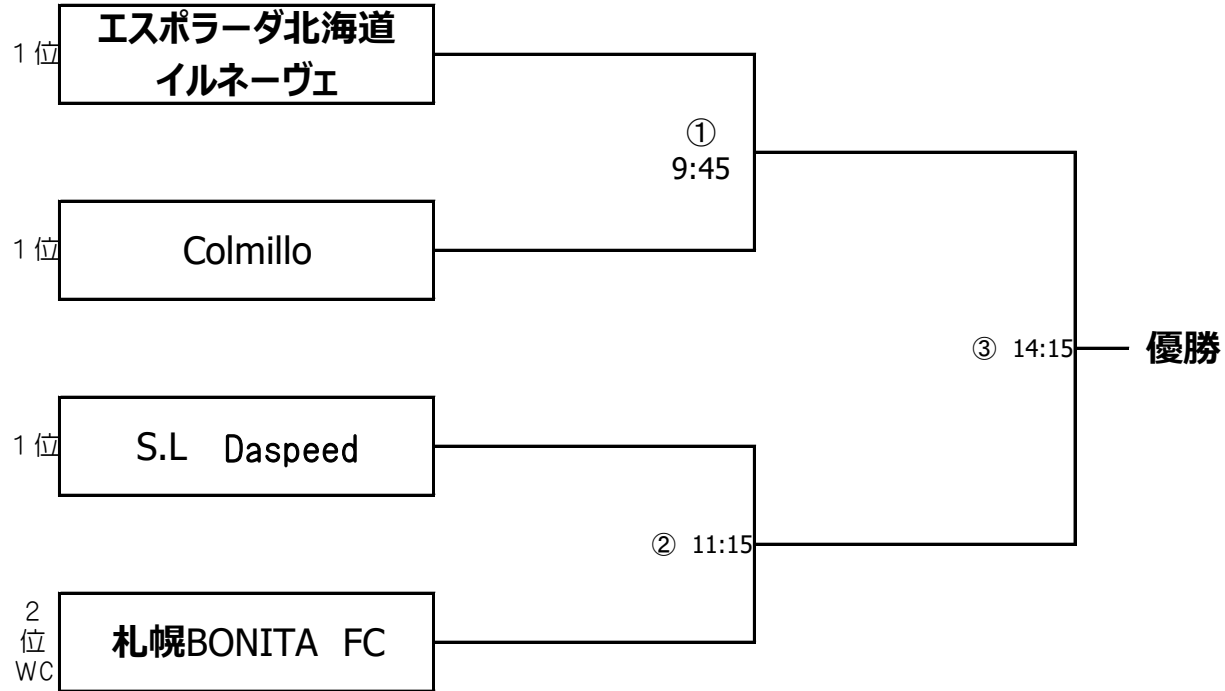 1位
エスポラーダ北海道
イルネーヴェ
①
9:45
1位
Colmillo
③ 14:15
優勝
1位
S.L Daspeed
② 11:15
2
位
WC
札幌BONITA FC